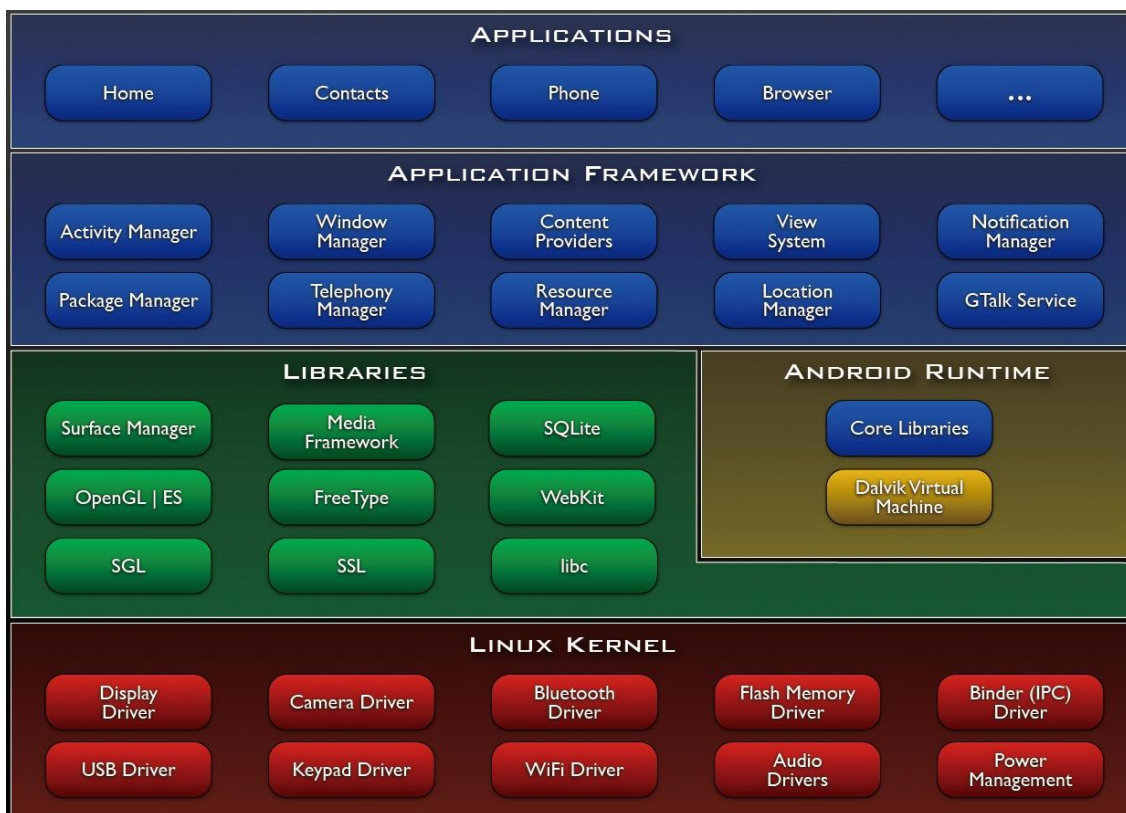 APPLICATIONS
Home
Contacts
Phone
Browser
...
APPLICATION FRAMEWORK
Activity Manager
Window
Manager
Content
Providers
View
System
Notification
Manager
Package Manager
Telephony
Manager
Resource
Manager
Location
Manager
GTalk Service
LIBRARIES
Surface Manager
Media
Framework
SQLite
OpenGL | ES
FreeType
WebKit
SGL
SSL
libc
ANDROID RUNTIME
Core Libraries
Dalvik Virtual
Machine
LINUX KERNEL
Display
Driver
Camera Driver
Bluetooth
Driver
Flash Memory
Driver
Binder (IPC)
Driver
USB Driver
Keypad Driver
WiFi Driver
Audio
Drivers
Power
Management